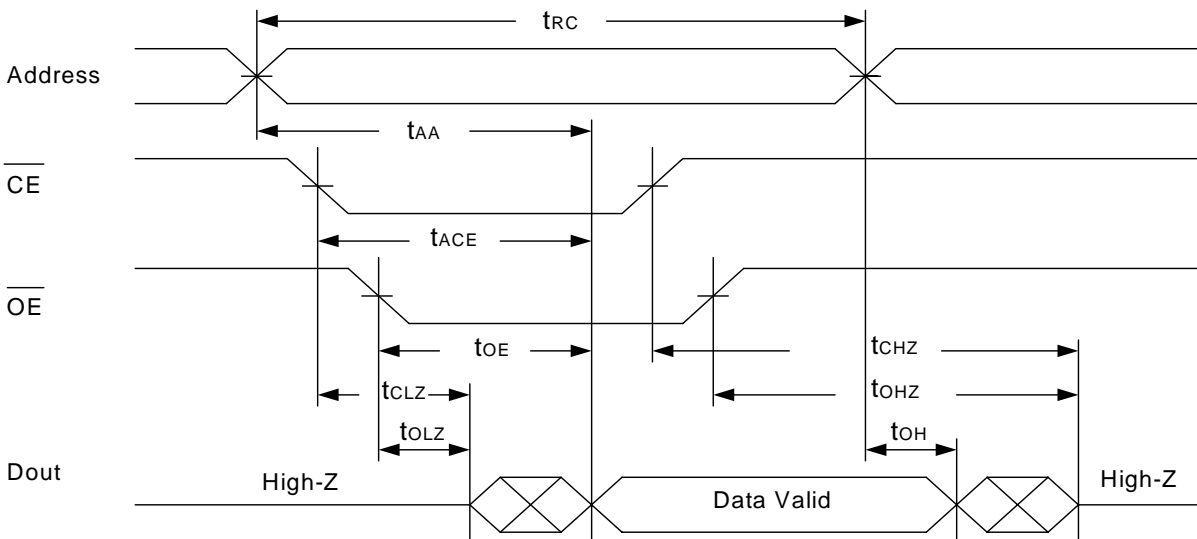 tRC
Address
tAA
CE
tACE
OE
tOE
tCHZ
tCLZ
tOHZ
tOLZ
tOH
Dout
High-Z
Data Valid
High-Z